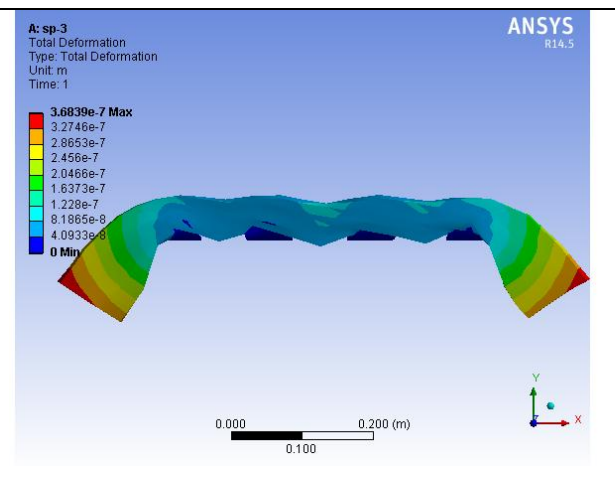 A: sp-3
Total Deformation
Type: Total Deformation
Unit: m
Time: 1
ANSYS
R14.5
3.6839e-7 Max
3.2746e-7
2.8653e-7
2.456e-7
2.0466e-7
1.6373e-7
1.228e-7
8.1865e-8
4.0933e-8
0 Min
0.000 0.200 (m)
0.100
Y
Z X